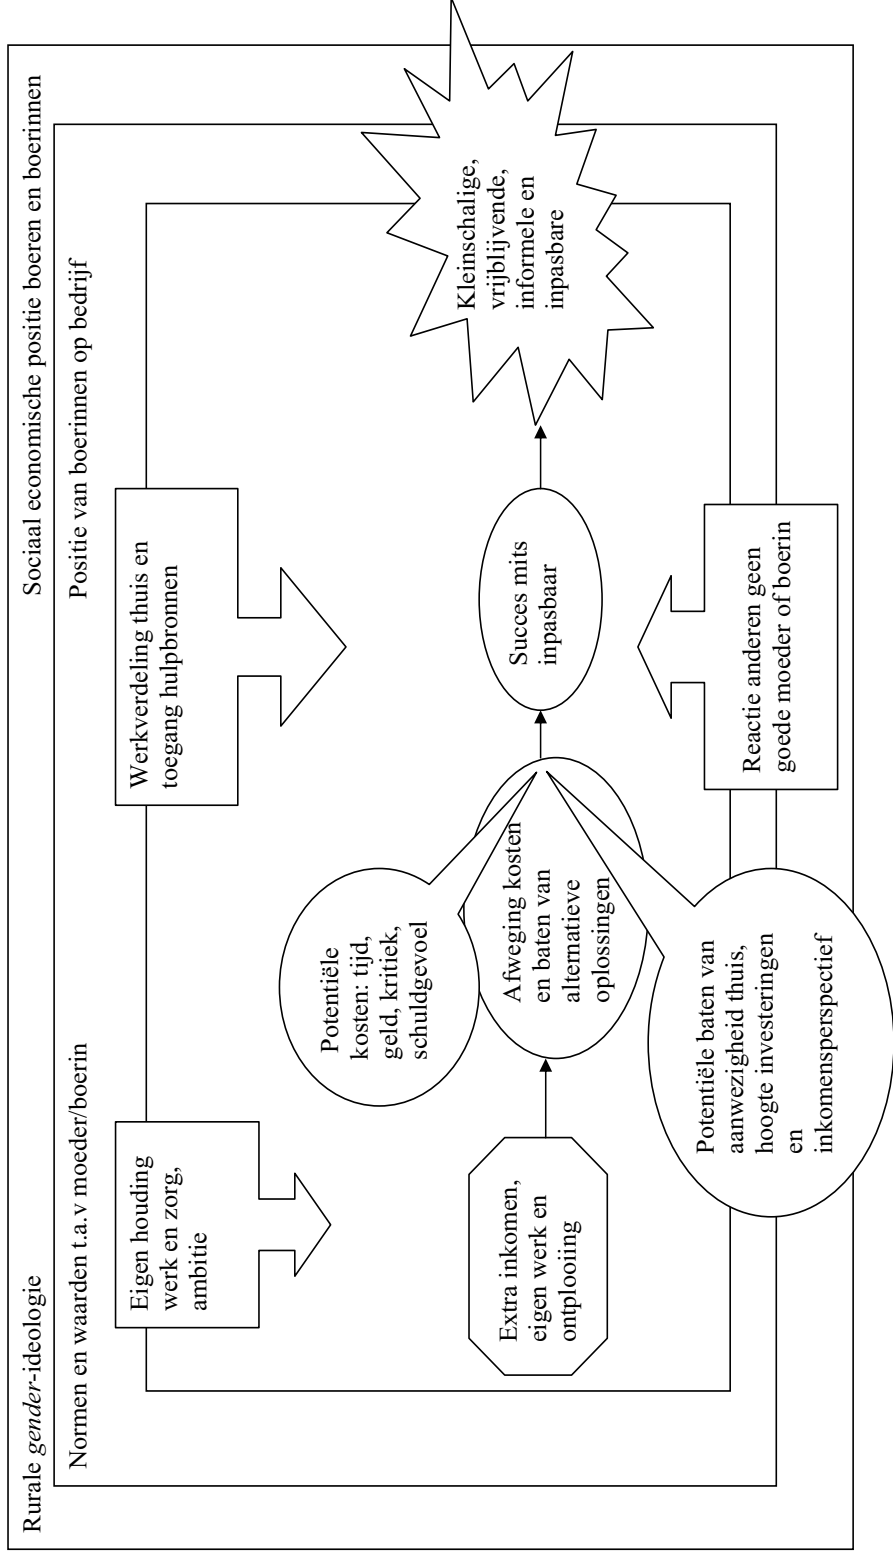 Rurale gender-ideologie
Sociaal economische positie boeren en boerinnen
Normen en waarden t.a.v moeder/boerin
Positie van boerinnen op bedrijf
Eigen houding
werk en zorg,
ambitie
Werkverdeling thuis en
toegang hulpbronnen
Potentiële
kosten: tijd,
geld, kritiek,
schuldgevoel
Extra inkomen,
eigen werk en
ontplooiing
Afweging kosten
en baten van
alternatieve
oplossingen
Succes mits
inpasbaar
Kleinschalige,
vrijblijvende,
informele en
inpasbare
Potentiële baten van
aanwezigheid thuis,
hoogte investeringen
en
inkomensperspectief
Reactie anderen geen
goede moeder of boerin